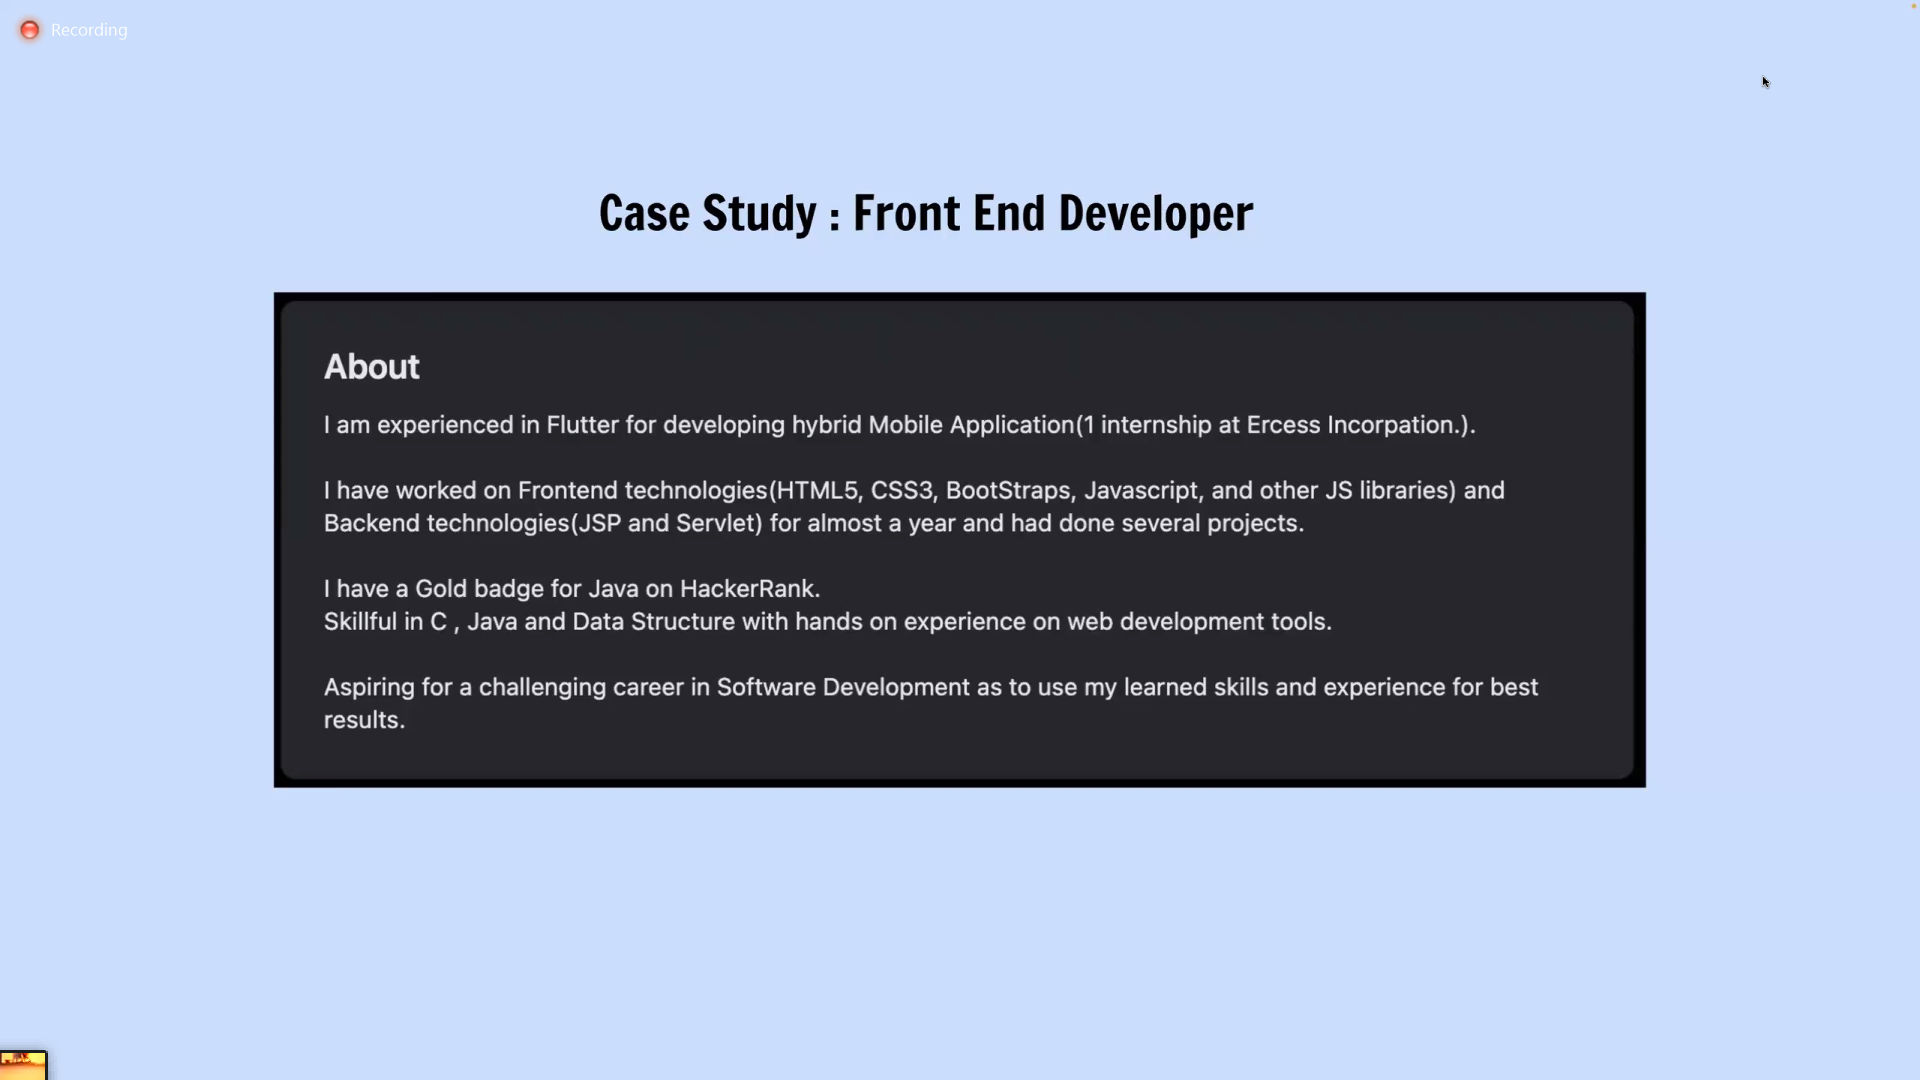 Recording
Case Study : Front End Developer
About
I am experienced in Flutter for developing hybrid Mobile Application(1 internship at Ercess Incorpation.).
I have worked on Frontend technologies(HTML5, CSS3, BootStraps, Javascript, and other JS libraries) and
Backend technologies(JSP and Servlet) for almost a year and had done several projects.
I have a Gold badge for Java on HackerRank.
Skillful in C , Java and Data Structure with hands on experience on web development tools.
Aspiring for a challenging career in Software Development as to use my learned skills and experience for best
results.